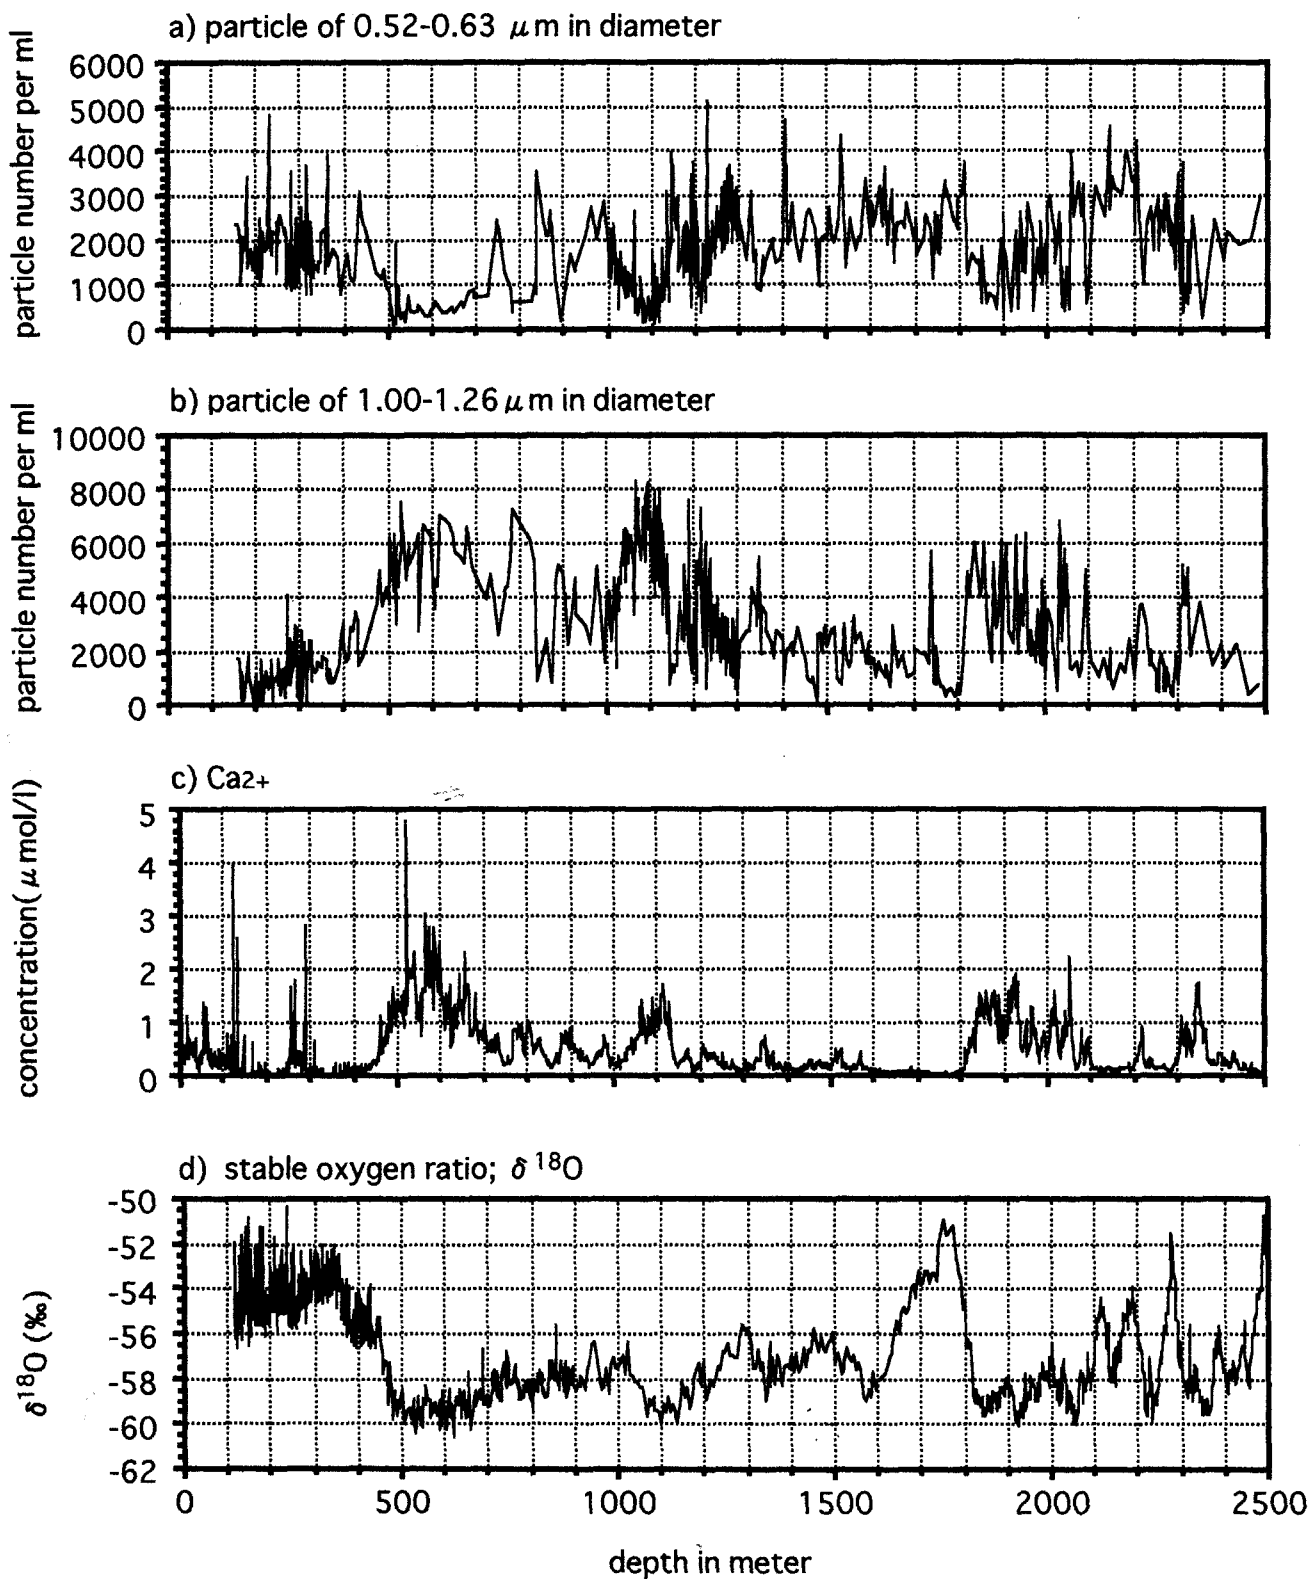 a) particle of 0.52-0.63 μm in diameter
particle number per ml
6000
5000
4000
3000
2000
1000
0
b) particle of 1.00-1.26 μm in diameter
particle number per ml
10000
8000
6000
4000
2000
0
c) Ca2+
concentration( μ mol/l)
5
4
3
2
1
0
d) stable oxygen ratio; δ 18O
δ18O (‰)
-50
-52
-54
-56
-58
-60
-62
0 500 1000 1500 2000 2500
depth in meter